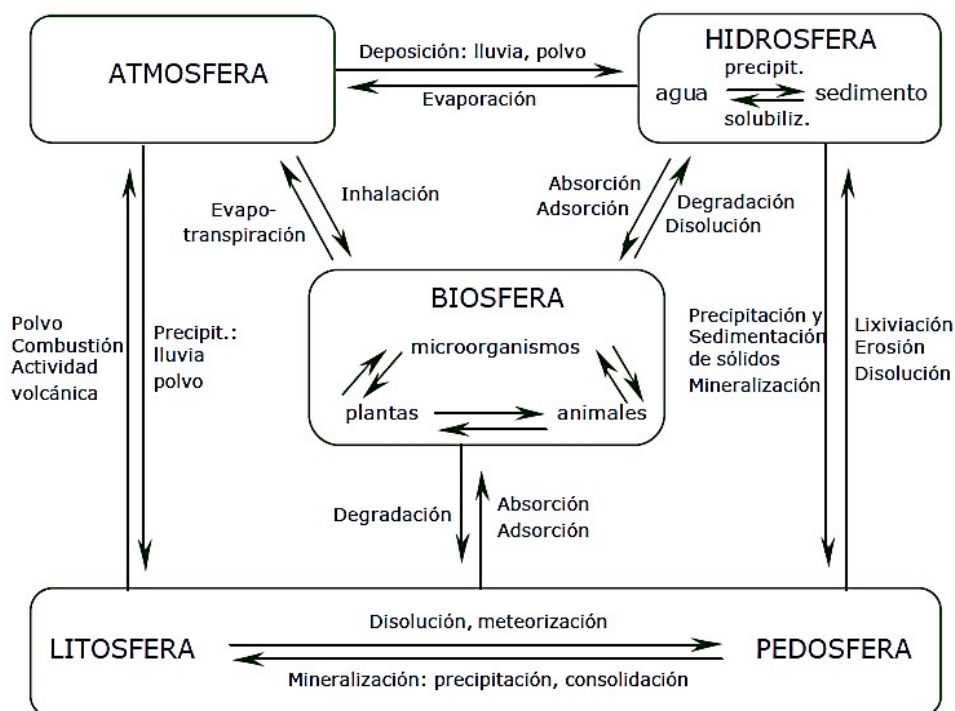 ATMOSFERA
Deposición: lluvia, polvo
Evaporación
HIDROSFERA
precipit.
agua
sedimento
solubiliz.
Evapo-
transpiración
Inhalación
Absorción
Adsorción
Degradación
Disolución
BIOSFERA
microorganismos
plantas
animales
Polvo
Combustión
Actividad
volcánica
Precipit.:
lluvia
polvo
Precipitación y
Sedimentación
de sólidos
Mineralización
Lixiviación
Erosión
Disolución
Degradación
Absorción
Adsorción
LITOSFERA
Disolución, meteorización
Mineralización: precipitación, consolidación
PEDOSFERA